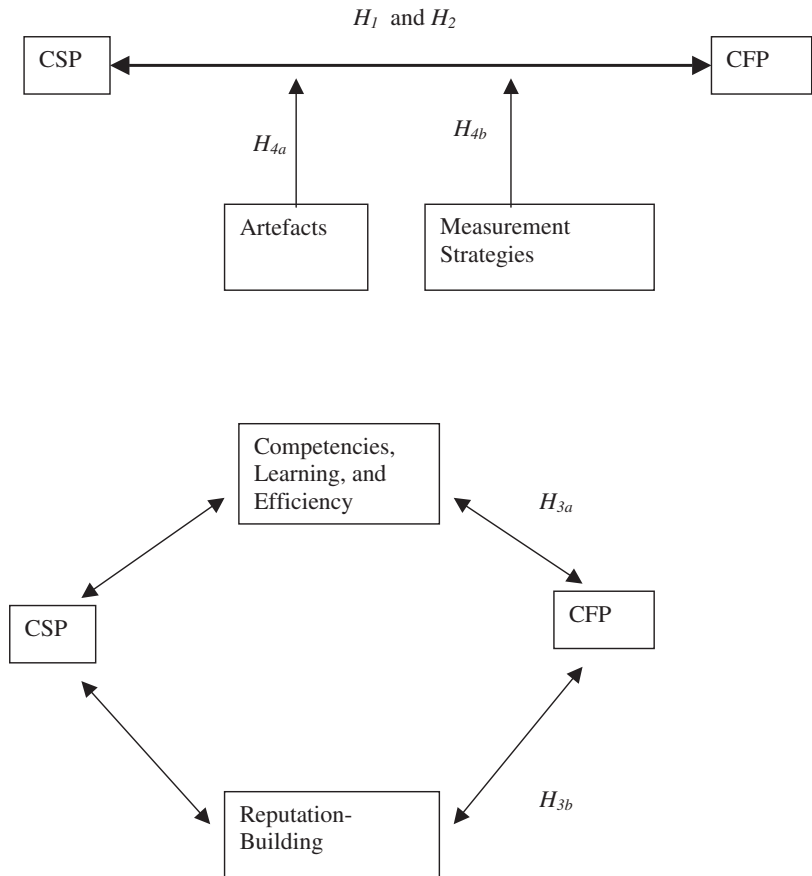 H1 and H2
CSP
CFP
H4a
H4b
Artefacts
Measurement
Strategies
Competencies,
Learning, and
Efficiency
H3a
CSP
CFP
Reputation-
Building
H3b